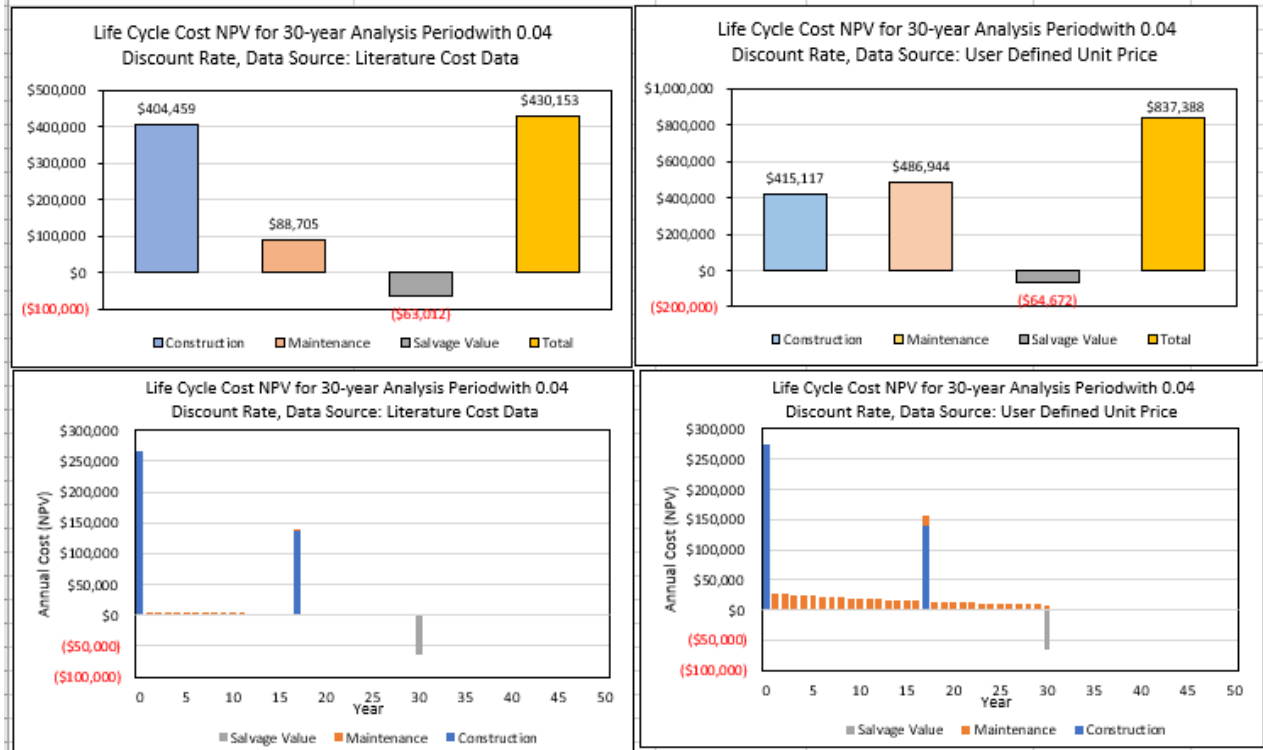 Life Cycle Cost NPV for 30-year Analysis Periodwith 0.04
Discount Rate, Data Source: Literature Cost Data
$500,000
$400,000
$300,000
$200,000
$100,000
$0
($100,000)
$404,459
$88,705
($63,012)
$430,153
Construction Maintenance Salvage Value Total
Life Cycle Cost NPV for 30-year Analysis Periodwith 0.04
Discount Rate, Data Source: User Defined Unit Price
$1,000,000
$800,000
$600,000
$400,000
$200,000
$0
($200,000)
$415,117
$486,944
($64,672)
$837,388
Construction Maintenance Salvage Value Total
Life Cycle Cost NPV for 30-year Analysis Periodwith 0.04
Discount Rate, Data Source: Literature Cost Data
Annual Cost (NPV)
$300,000
$250,000
$200,000
$150,000
$100,000
$50,000
$0
($50,000)
($100,000)
0 5 10 15 20 25 30 35 40 45 50
Year
Salvage Value Maintenance Construction
Life Cycle Cost NPV for 30-year Analysis Periodwith 0.04
Discount Rate, Data Source: User Defined Unit Price
Annual Cost (NPV)
$300,000
$250,000
$200,000
$150,000
$100,000
$50,000
$0
($50,000)
($100,000)
0 5 10 15 20 25 30 35 40 45 50
Year
Salvage Value Maintenance Construction